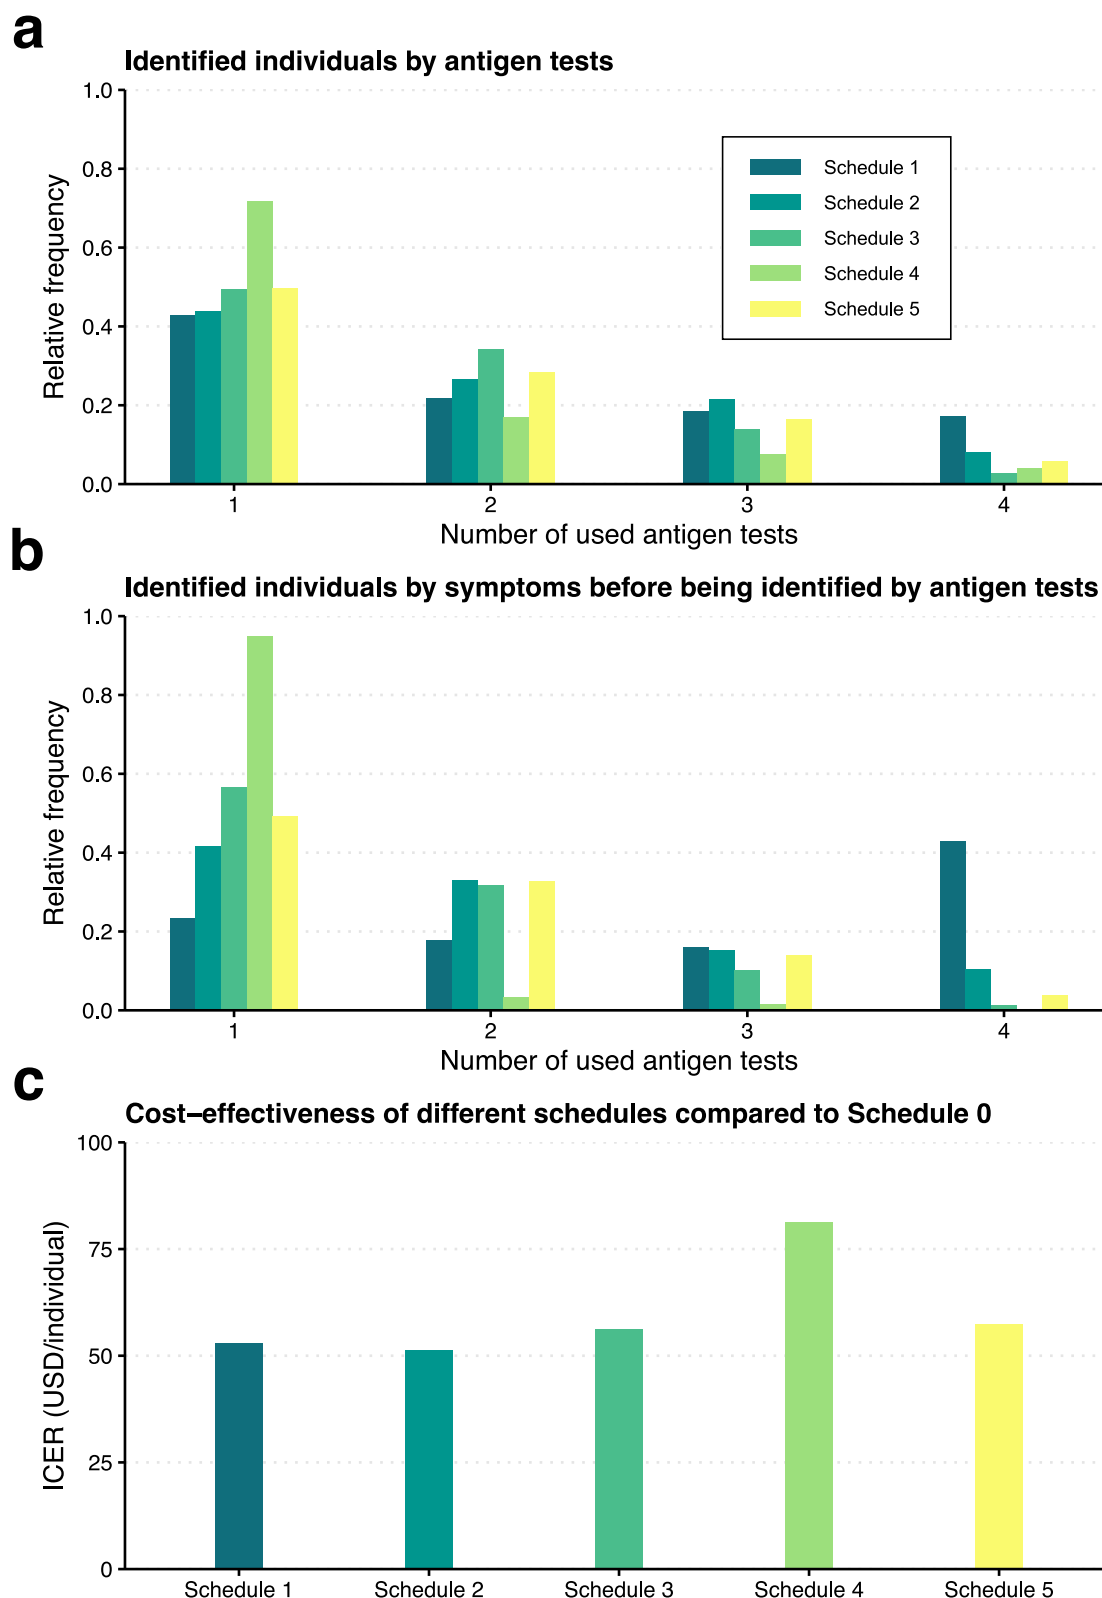 a
Identified individuals by antigen tests
1.0
0.8
0.6
0.4
0.2
0.0
Relative frequency
Schedule 1
Schedule 2
Schedule 3
Schedule 4
Schedule 5
1 2 3 4
Number of used antigen tests
b
Identified individuals by symptoms before being identified by antigen tests
1.0
0.8
0.6
0.4
0.2
0.0
Relative frequency
1 2 3 4
Number of used antigen tests
c
Cost−effectiveness of different schedules compared to Schedule 0
100
75
50
25
0
ICER (USD/individual)
Schedule 1 Schedule 2 Schedule 3 Schedule 4 Schedule 5